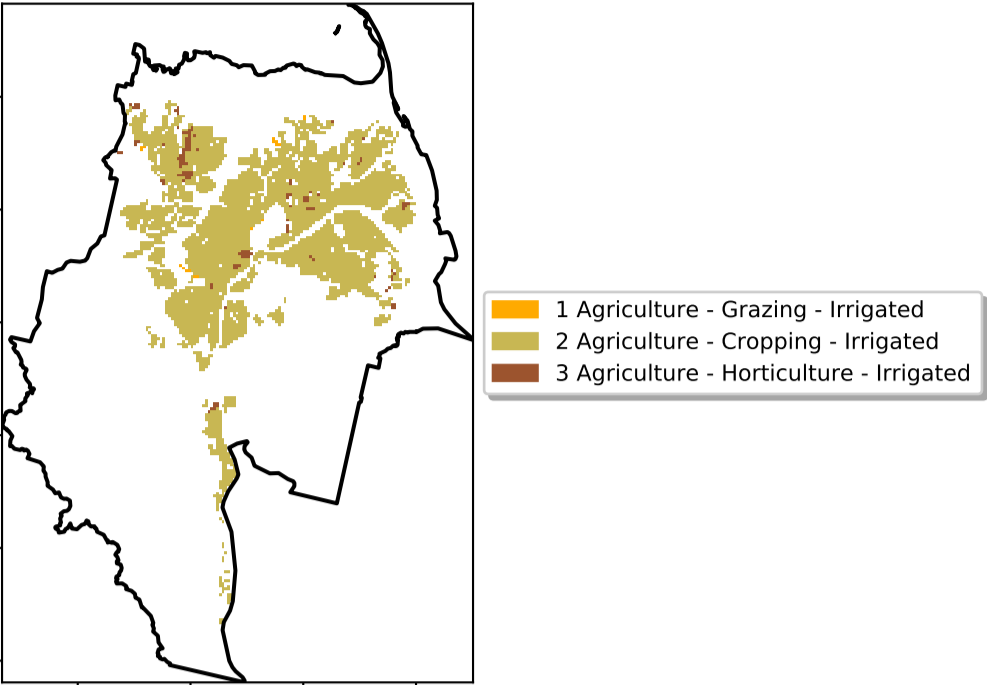 1 Agriculture - Grazing - Irrigated
2 Agriculture - Cropping - Irrigated
3 Agriculture - Horticulture - Irrigated